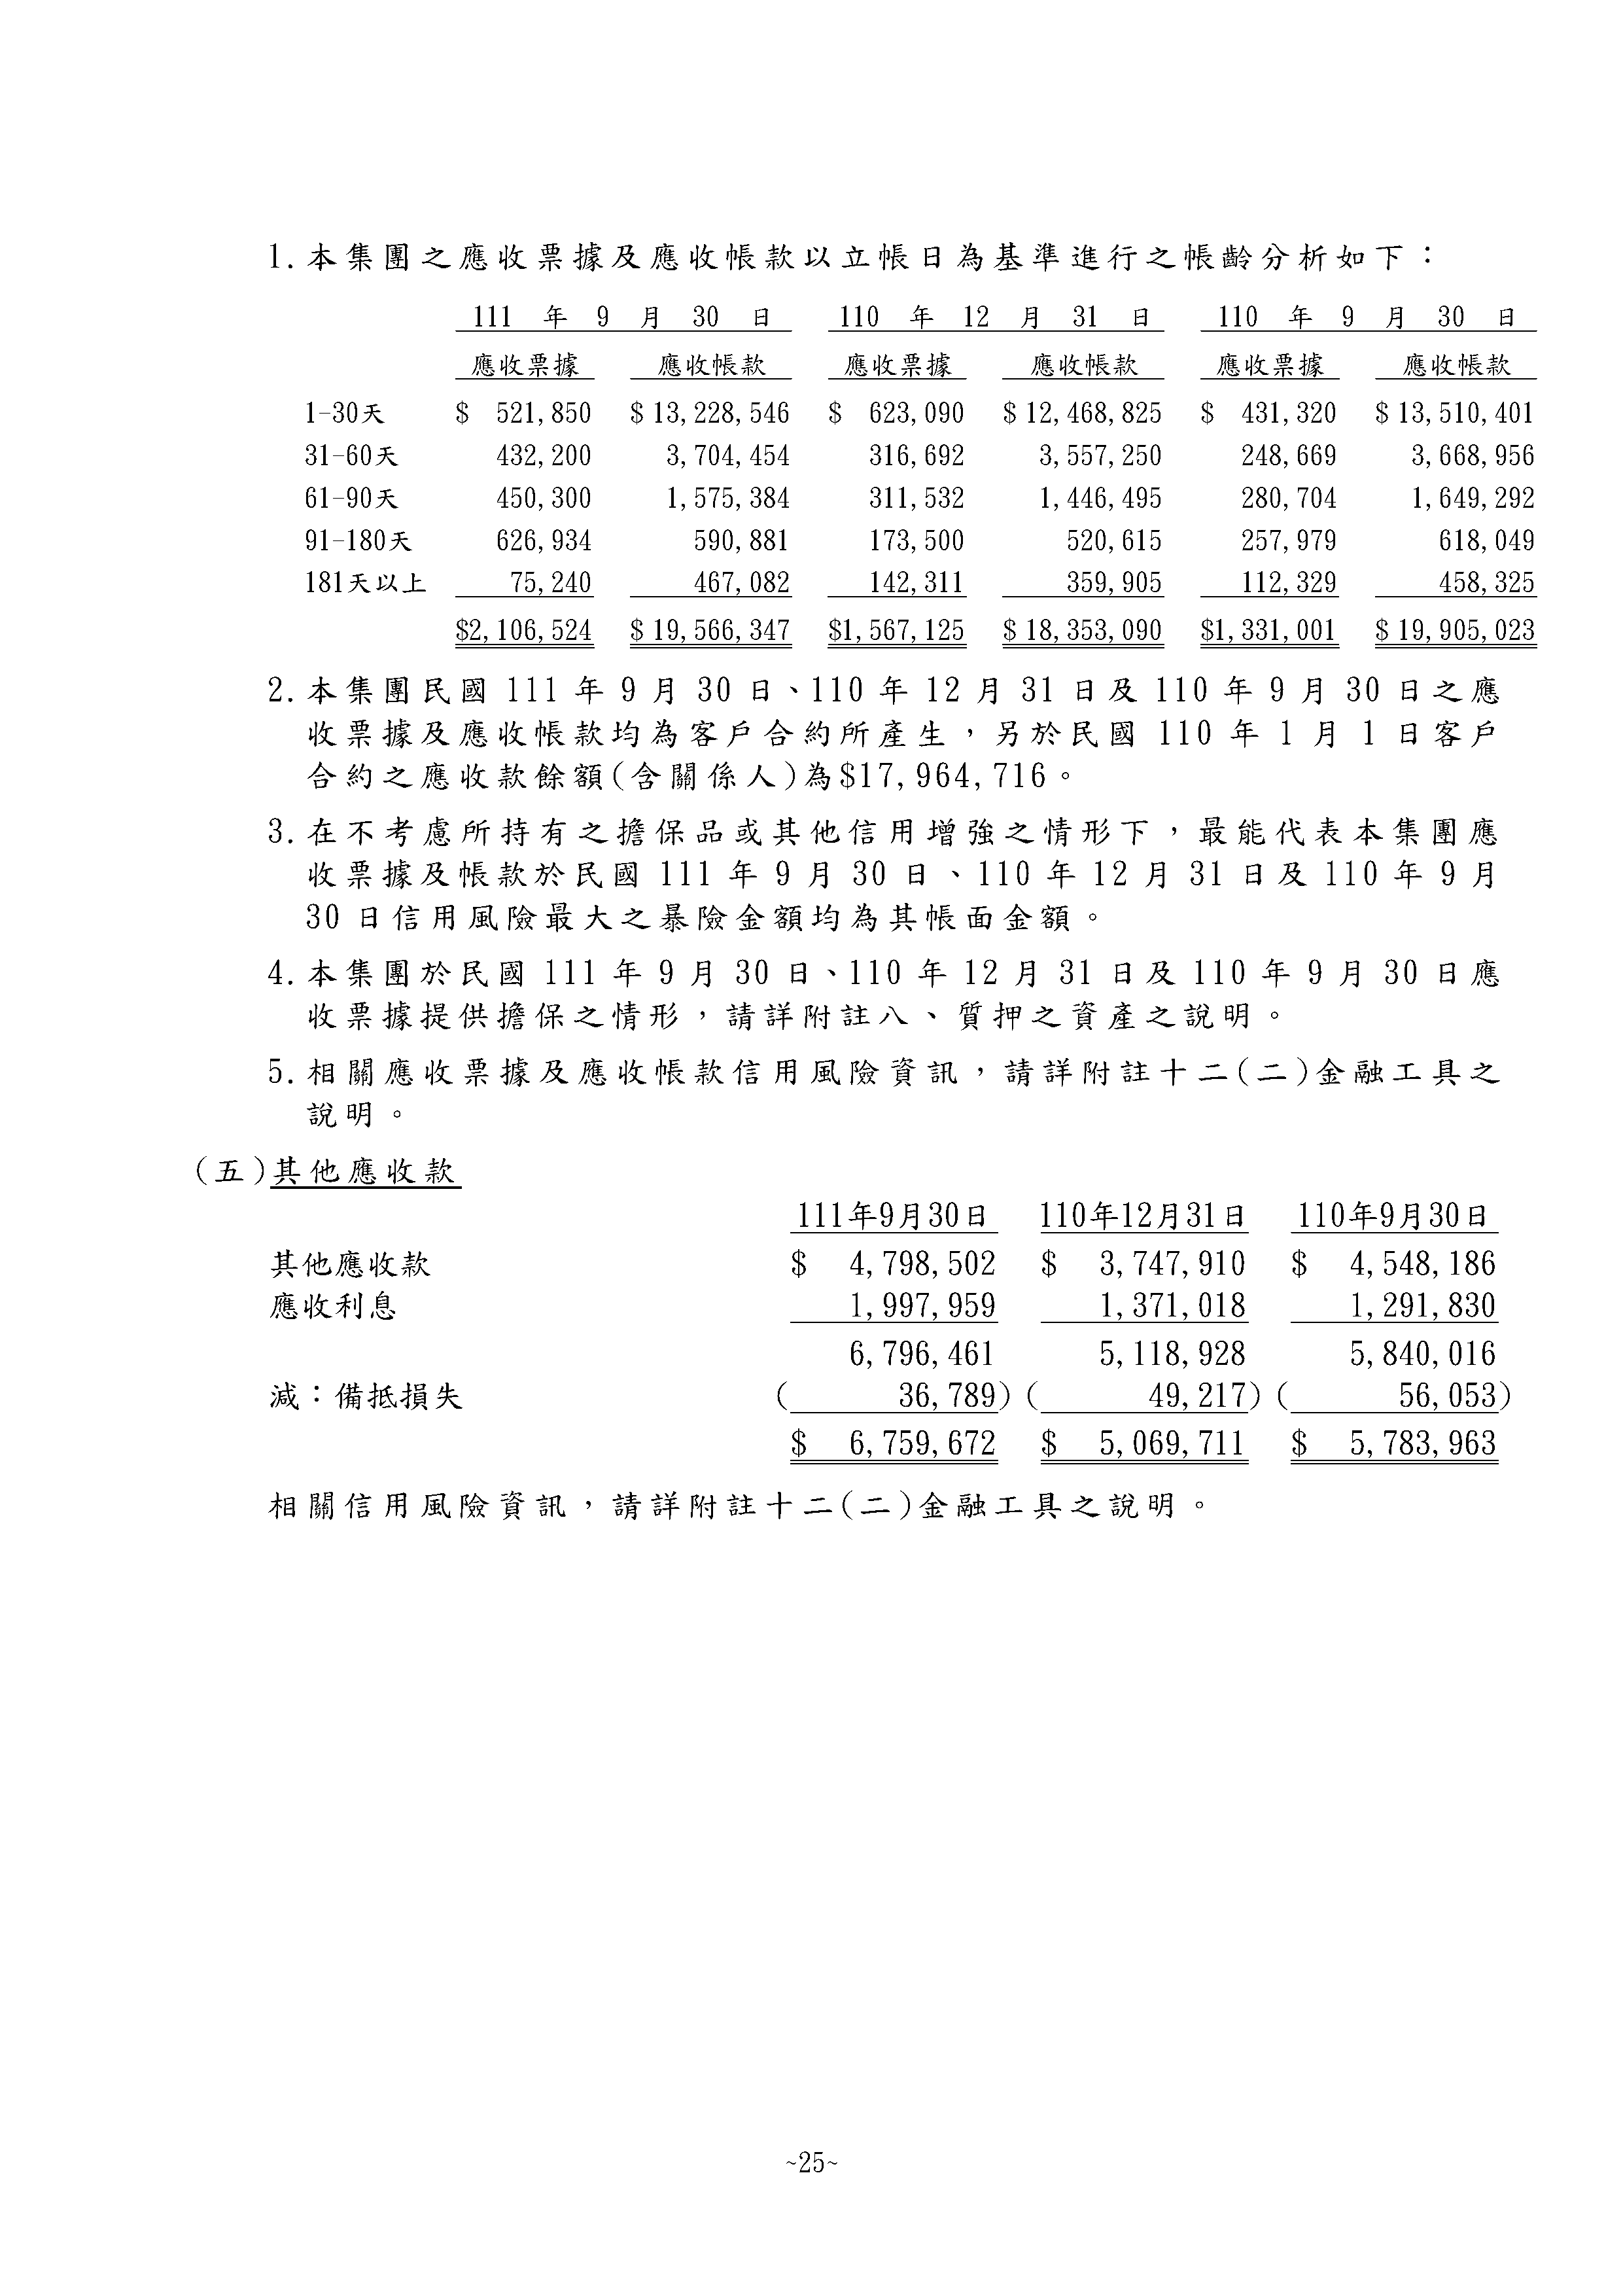 1.本集團之應收票據及應收帳款以立帳日為基準進行之帳齡分析如下：
111 年 9 月 30 日 110 年 12 月 31 日 110 年 9 月 30 日
應收票據 應收帳款 應收票據 應收帳款 應收票據 應收帳款
1-30天 $ 521,850 $ 13,228,546 $ 623,090 $ 12,468,825 $ 431,320 $ 13,510,401
31-60天 432,200 3,704,454 316,692 3,557,250 248,669 3,668,956
61-90天 450,300 1,575,384 311,532 1,446,495 280,704 1,649,292
91-180天 626,934 590,881 173,500 520,615 257,979 618,049
181天以上 75,240 467,082 142,311 359,905 112,329 458,325
$2,106,524 $ 19,566,347 $1,567,125 $ 18,353,090 $1,331,001 $ 19,905,023
2.本集團民國 111 年 9 月 30 日、110 年 12 月 31 日及 110 年 9 月 30 日之應
收票據及應收帳款均為客戶合約所產生，另於民國 110 年 1 月 1 日客戶
合約之應收款餘額(含關係人)為$17,964,716。
3.在不考慮所持有之擔保品或其他信用增強之情形下，最能代表本集團應
收票據及帳款於民國 111 年 9 月 30 日、110 年 12 月 31 日及 110 年 9 月
30 日信用風險最大之暴險金額均為其帳面金額。
4.本集團於民國 111 年 9 月 30 日、110 年 12 月 31 日及 110 年 9 月 30 日應
收票據提供擔保之情形，請詳附註八、質押之資產之說明。
5.相關應收票據及應收帳款信用風險資訊，請詳附註十二(二)金融工具之
說明。
(五)其他應收款
111年9月30日 110年12月31日 110年9月30日
其他應收款 $ 4,798,502 $ 3,747,910 $ 4,548,186
應收利息 1,997,959 1,371,018 1,291,830
6,796,461 5,118,928 5,840,016
減：備抵損失 ( 36,789) ( 49,217) ( 56,053)
$ 6,759,672 $ 5,069,711 $ 5,783,963
相關信用風險資訊，請詳附註十二(二)金融工具之說明。
~25~